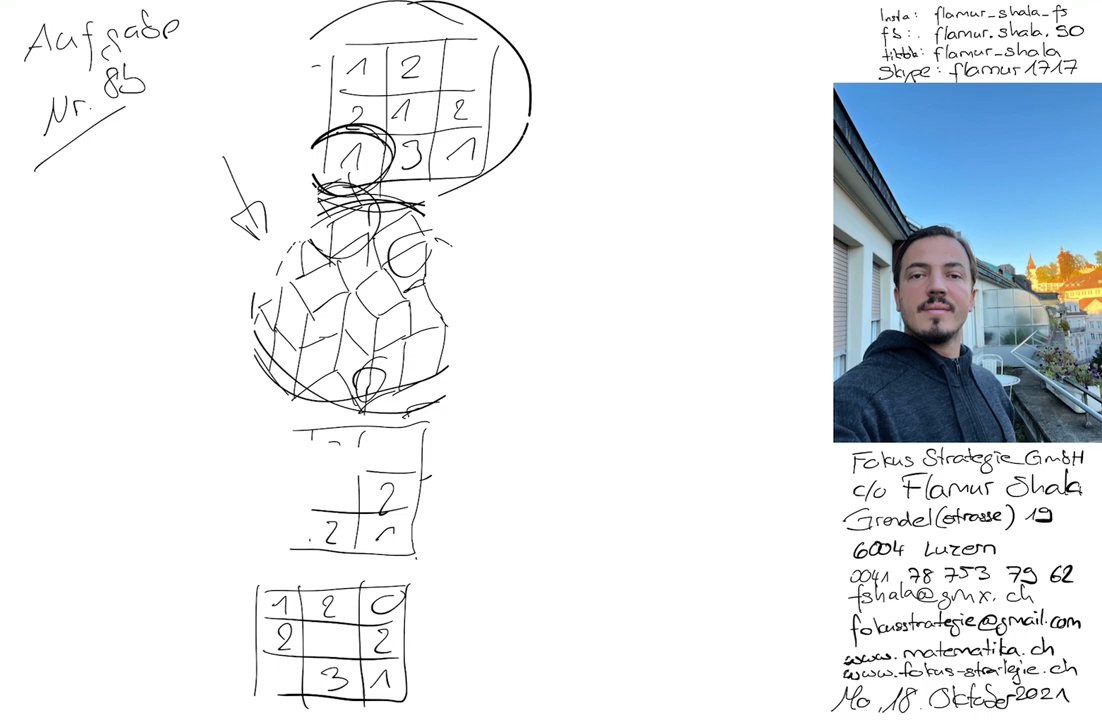 Aufgabe
Nr. 8b
1 2
2 1 2
1 3 1
2
2 1
1 2 0
2 2
3 1
Insta: flamur_shala_fs
fb: flamur.shala.90
tiktok: flamur_shala
Skype: flamur1717
Fokus Strategie GmbH
c/o Flamur Shala
Grendel(strasse) 19
6004 Luzern
0041 78 753 79 62
fshala@gmx.ch
fokusstrategie@gmail.com
www.matematika.ch
www.fokus-strategie.ch
Mo, 18. Oktober 2021